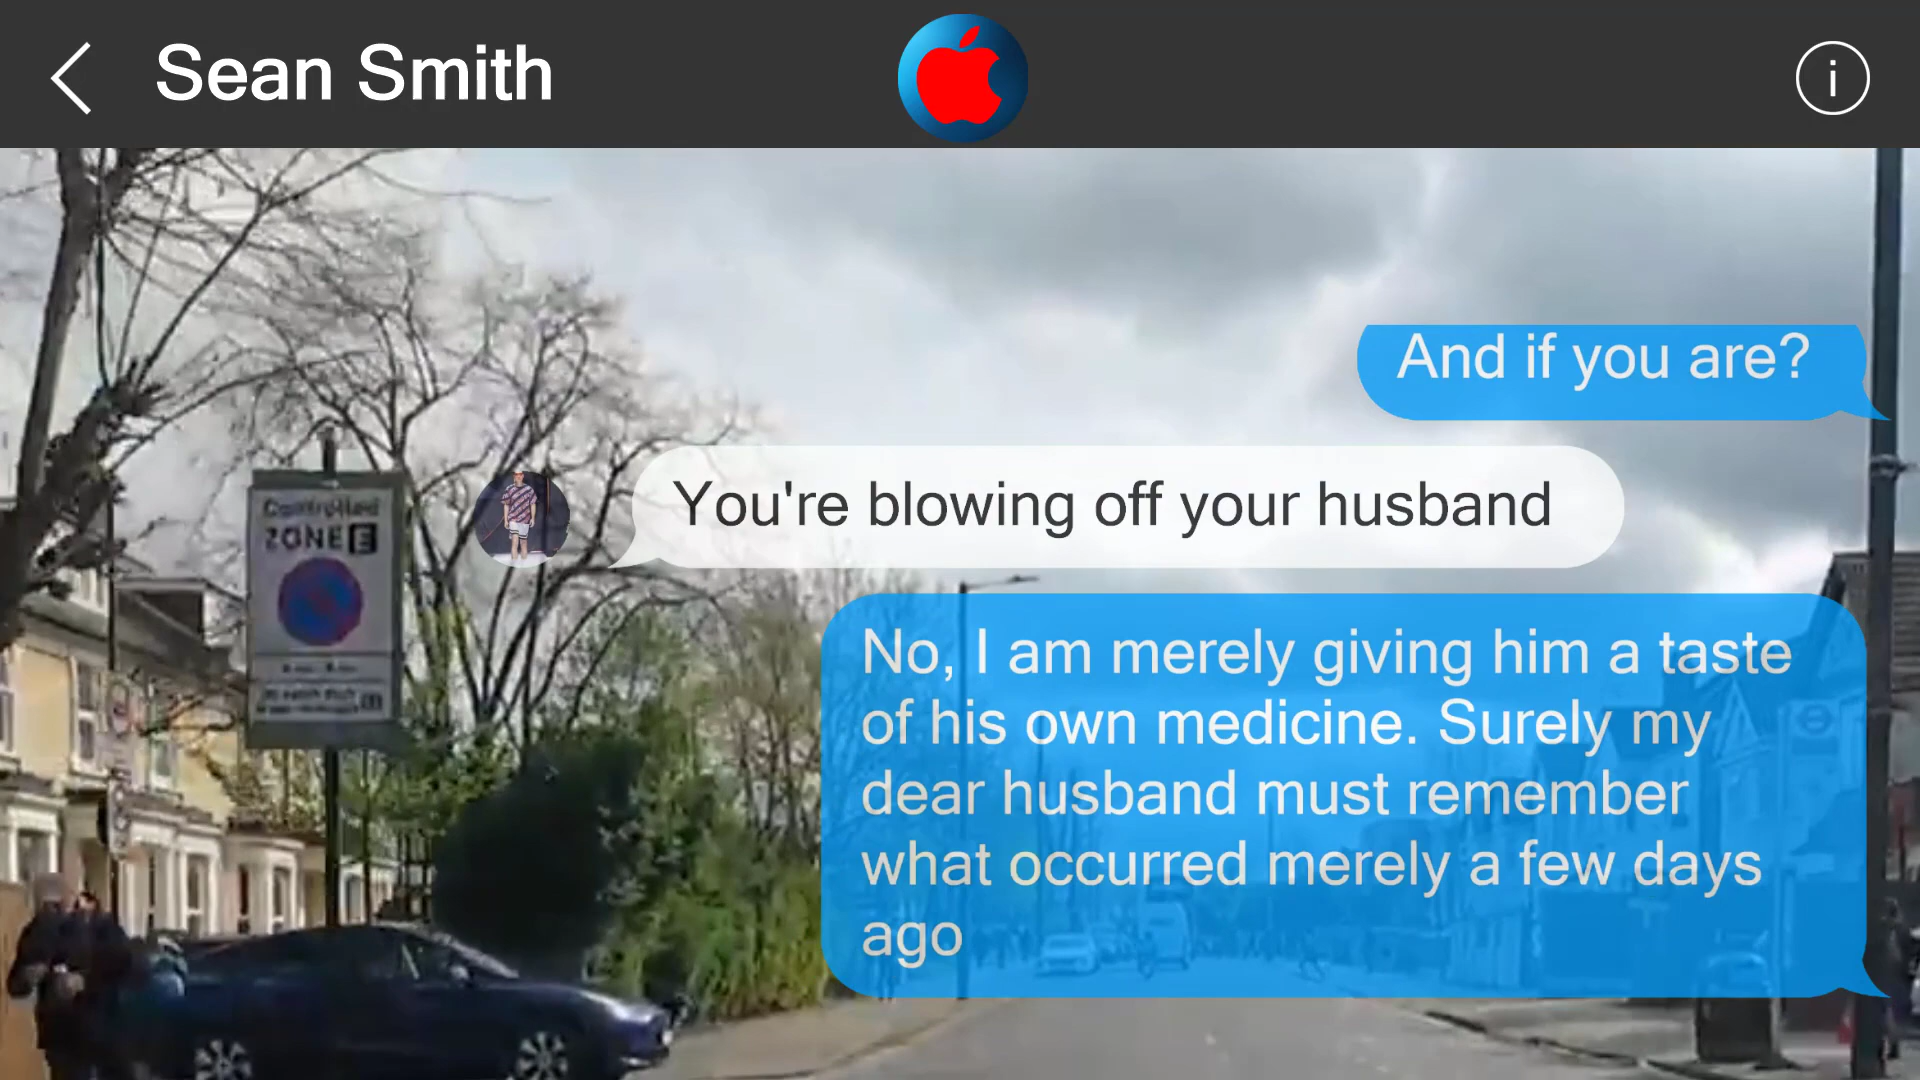 Sean Smith
i
And if you are?
You're blowing off your husband
No, I am merely giving him a taste
of his own medicine. Surely my
dear husband must remember
what occurred merely a few days
ago
Controlled
ZONE E